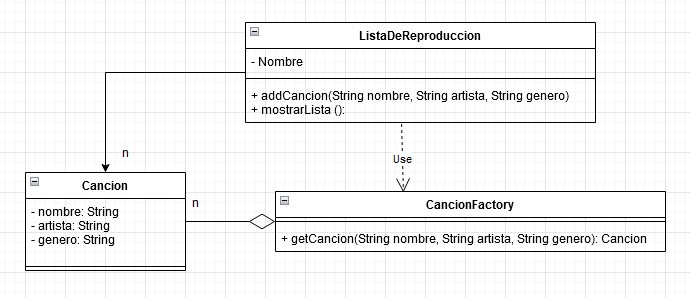 ListaDeReproduccion
- Nombre
+ addCancion(String nombre, String artista, String genero)
+ mostrarLista ():
n
Use
Cancion
- nombre: String
- artista: String
- genero: String
n
CancionFactory
+ getCancion(String nombre, String artista, String genero): Cancion